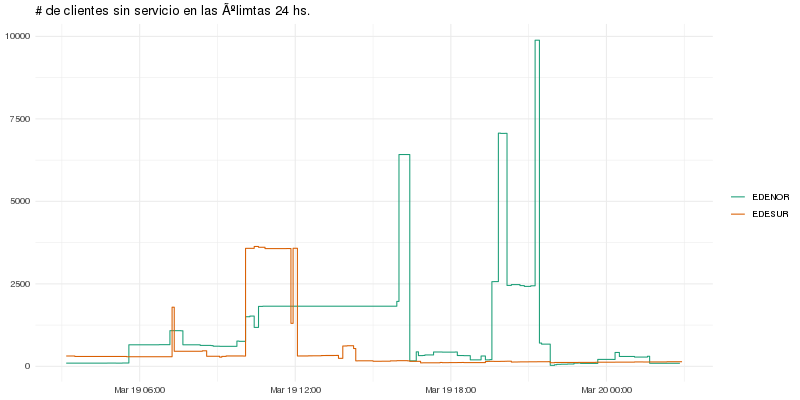 # de clientes sin servicio en las Ãºlimtas 24 hs.
10000
7500
5000
2500
0
Mar 19 06:00
Mar 19 12:00
Mar 19 18:00
Mar 20 00:00
EDENOR
EDESUR